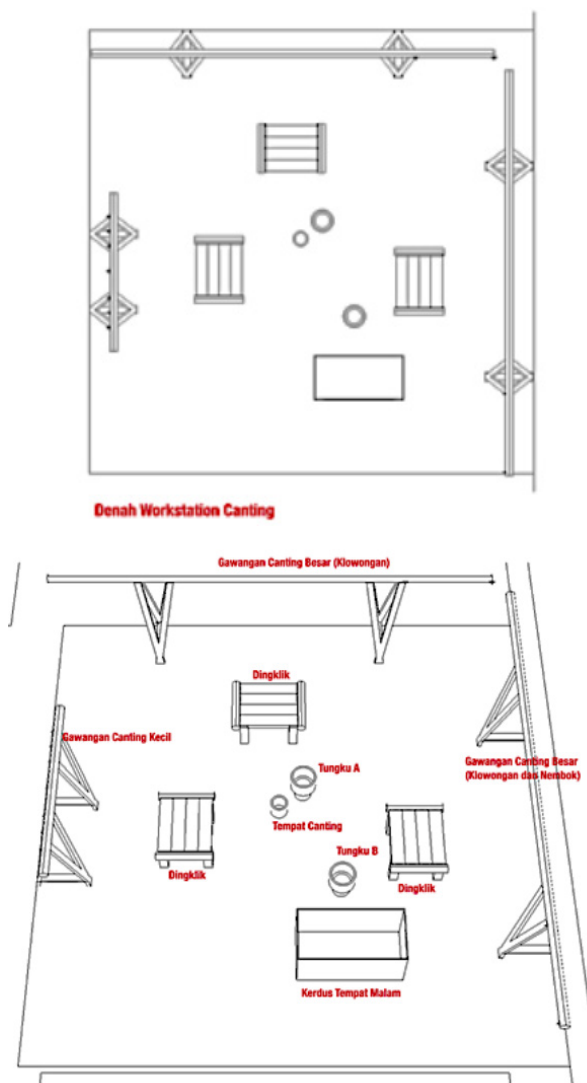 Denah Workstation Canting
Gawangan Canting Besar (Klowongan)
Dingklik
Gawangan Canting Kecil
Gawangan Canting Besar
(Klowongan dan Nembok)
Tungku A
Tempat Canting
Tungku B
Dingklik
Dingklik
Kerdus Tempat Malam